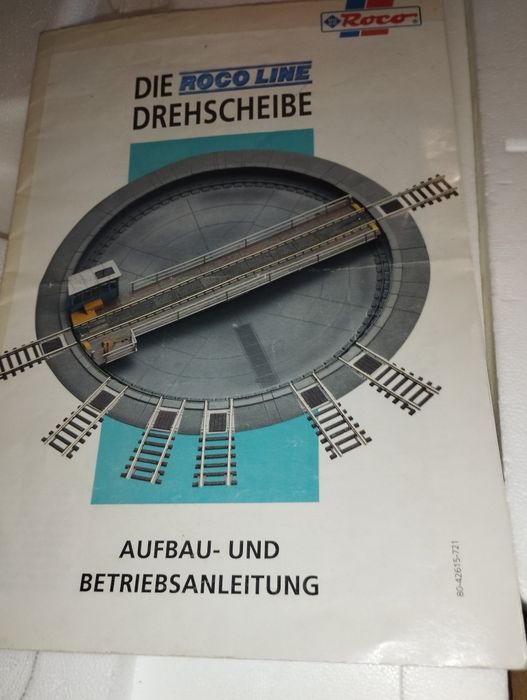 Roco
DIE ROCO LINE
DREHSCHEIBE
AUFBAU- UND
BETRIEBSANLEITUNG
80-42615-721